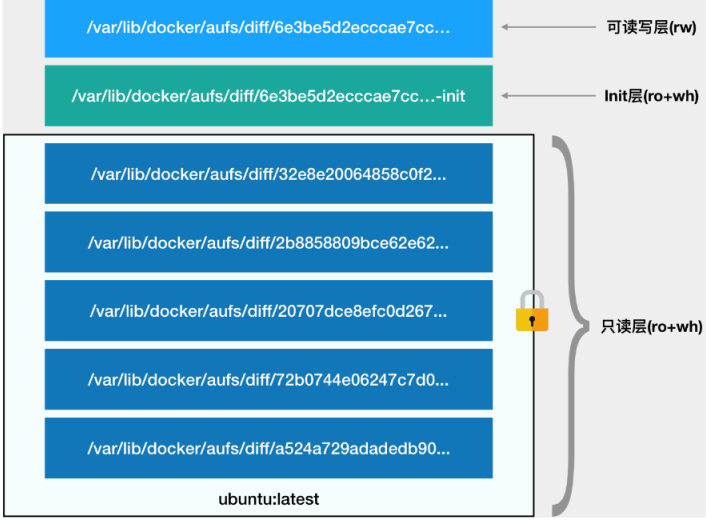 /var/lib/docker/aufs/diff/6e3be5d2ecccae7cc...
可读写层(rw)
/var/lib/docker/aufs/diff/6e3be5d2ecccae7cc...-init
Init层(ro+wh)
/var/lib/docker/aufs/diff/32e8e20064858c0f2...
/var/lib/docker/aufs/diff/2b8858809bce62e62...
/var/lib/docker/aufs/diff/20707dce8efc0d267...
只读层(ro+wh)
/var/lib/docker/aufs/diff/72b0744e06247c7d0...
/var/lib/docker/aufs/diff/a524a729adadedb90...
ubuntu:latest